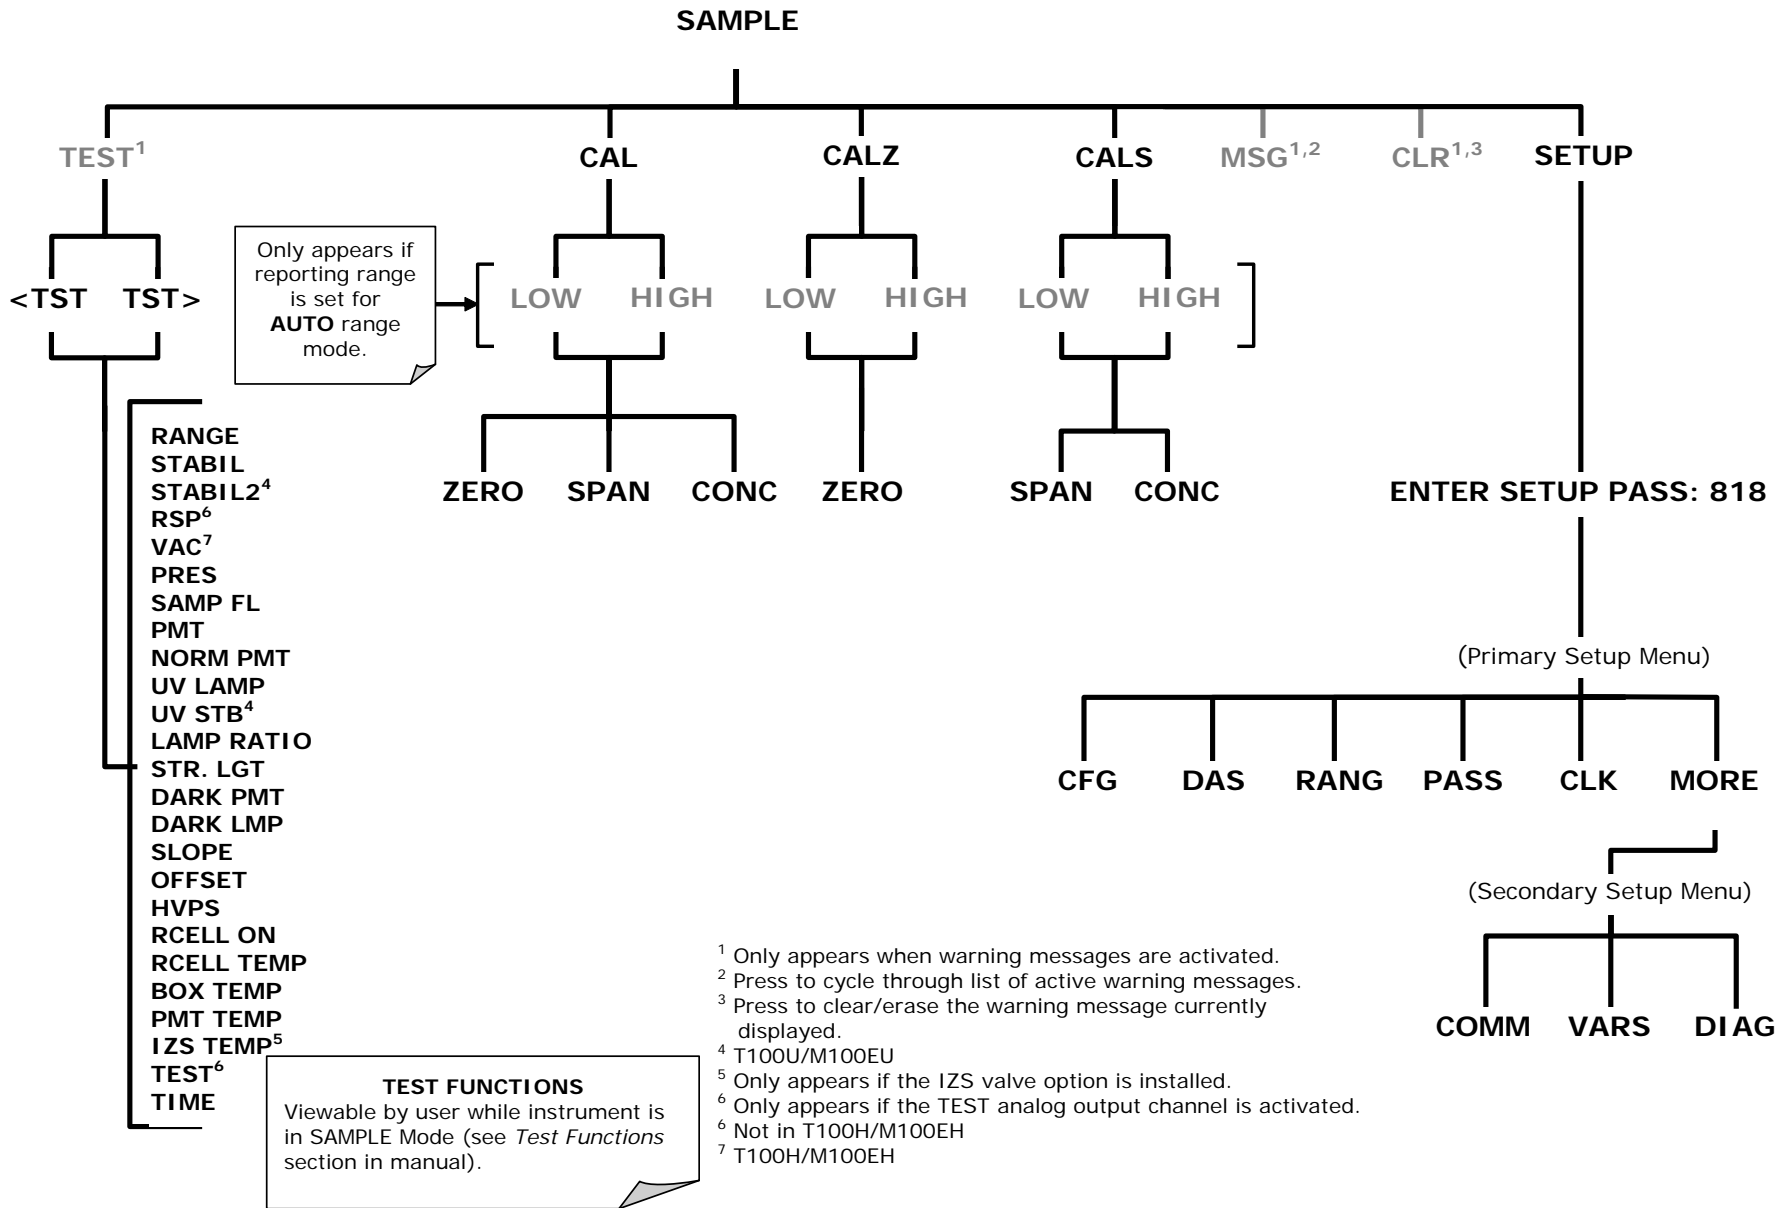 SAMPLE
TEST1 CAL CALZ CALS MSG1,2 CLR1,3 SETUP
<TST TST>
Only appears if
reporting range
is set for
AUTO range
mode.
LOW HIGH LOW HIGH LOW HIGH
RANGE
STABIL
STABIL24
RSP6
VAC7
PRES
SAMP FL
PMT
NORM PMT
UV LAMP
UV STB4
LAMP RATIO
STR. LGT
DARK PMT
DARK LMP
SLOPE
OFFSET
HVPS
RCELL ON
RCELL TEMP
BOX TEMP
PMT TEMP
IZS TEMP5
TEST6
TIME
ZERO SPAN CONC ZERO SPAN CONC
ENTER SETUP PASS: 818
(Primary Setup Menu)
CFG DAS RANG PASS CLK MORE
(Secondary Setup Menu)
COMM VARS DIAG
TEST FUNCTIONS
Viewable by user while instrument is
in SAMPLE Mode (see Test Functions
section in manual).
1 Only appears when warning messages are activated.
2 Press to cycle through list of active warning messages.
3 Press to clear/erase the warning message currently
displayed.
4 T100U/M100EU
5 Only appears if the IZS valve option is installed.
6 Only appears if the TEST analog output channel is activated.
6 Not in T100H/M100EH
7 T100H/M100EH